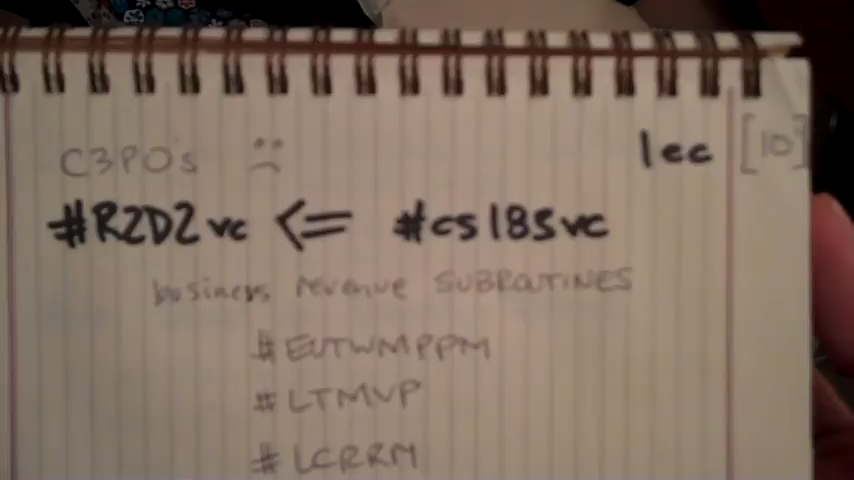 C3POs :( lec [10]
#R2D2vc <= #cs183vc
business revenue SUBROUTINES
#EUTWMPPM
#LTMVP
#LCRRM